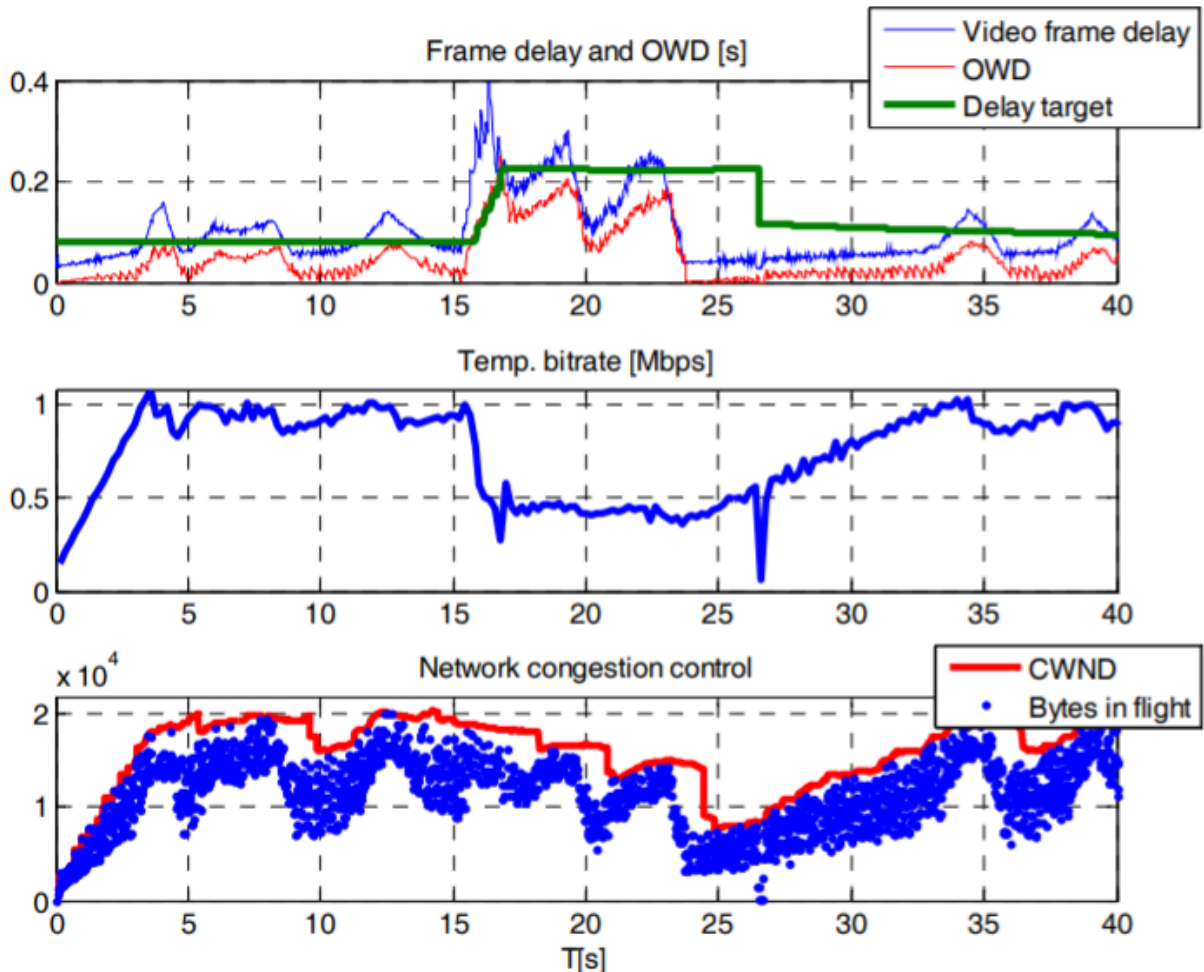 Frame delay and OWD [s]
Video frame delay
OWD
Delay target
0.4
0.2
0
0 5 10 15 20 25 30 35 40
Temp. bitrate [Mbps]
1
0.5
0
0 5 10 15 20 25 30 35 40
x 10^4
Network congestion control
CWND
Bytes in flight
2
1
0
0 5 10 15 20 25 30 35 40
T[s]